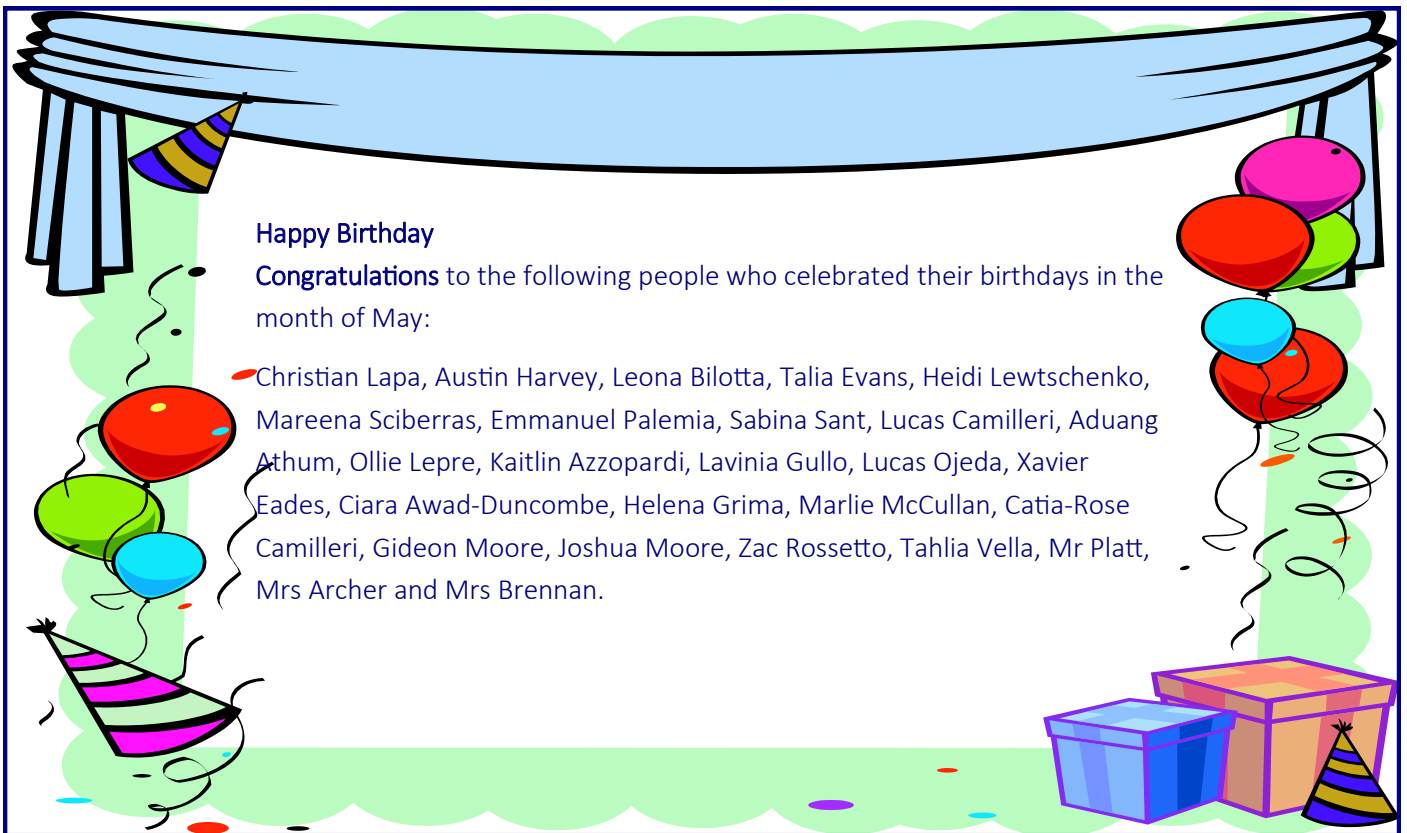 Happy Birthday
Congratulations to the following people who celebrated their birthdays in the
month of May:
Christian Lapa, Austin Harvey, Leona Bilotta, Talia Evans, Heidi Lewtschenko,
Mareena Sciberras, Emmanuel Palemia, Sabina Sant, Lucas Camilleri, Aduang
Athum, Ollie Lepre, Kaitlin Azzopardi, Lavinia Gullo, Lucas Ojeda, Xavier
Eades, Ciara Awad-Duncombe, Helena Grima, Marlie McCullan, Catia-Rose
Camilleri, Gideon Moore, Joshua Moore, Zac Rossetto, Tahlia Vella, Mr Platt,
Mrs Archer and Mrs Brennan.